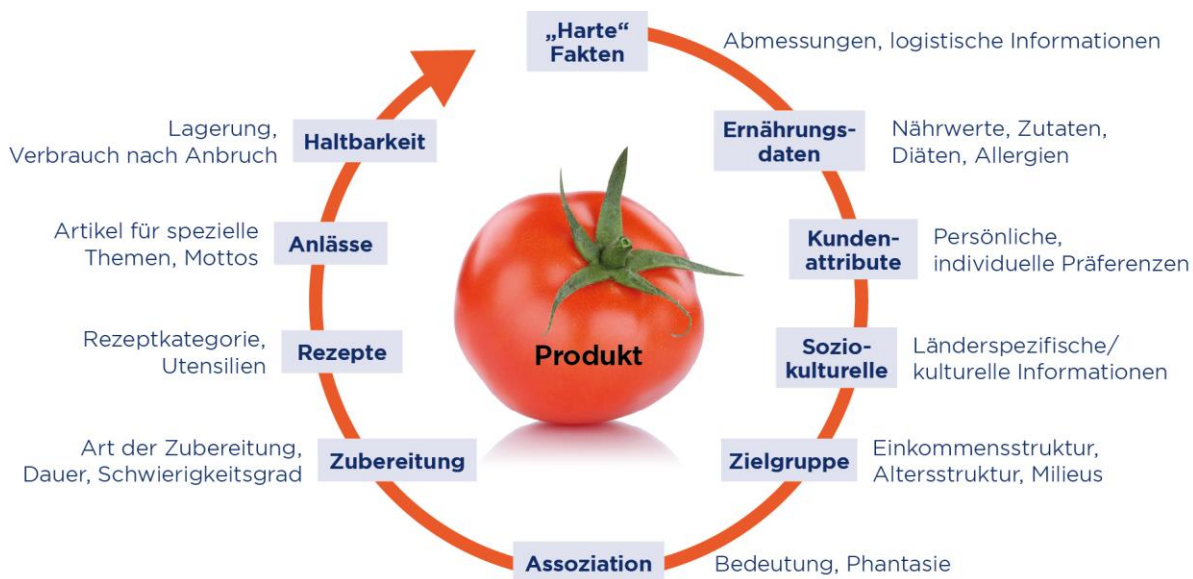 „Harte“
Fakten
Abmessungen, logistische Informationen
Ernährungs-
daten
Nährwerte, Zutaten,
Diäten, Allergien
Kunden-
attribute
Persönliche,
individuelle Präferenzen
Sozio-
kulturelle
Länderspezifische/
kulturelle Informationen
Zielgruppe
Einkommensstruktur,
Altersstruktur, Milieus
Assoziation
Bedeutung, Phantasie
Zubereitung
Art der Zubereitung,
Dauer, Schwierigkeitsgrad
Rezepte
Rezeptkategorie,
Utensilien
Anlässe
Artikel für spezielle
Themen, Mottos
Haltbarkeit
Lagerung,
Verbrauch nach Anbruch
Produkt